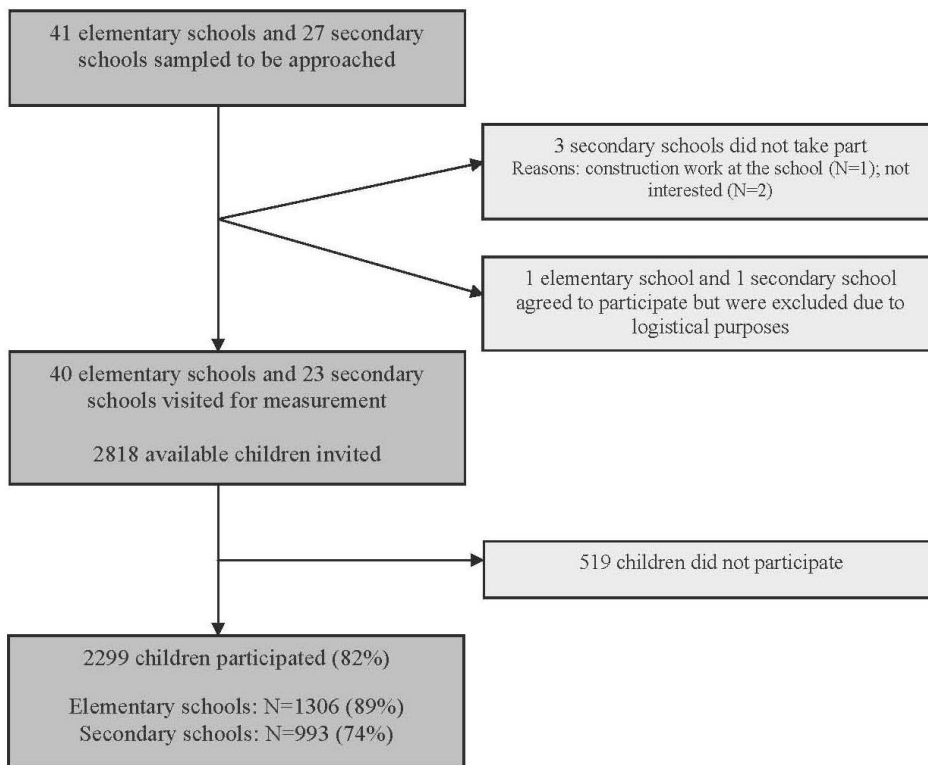 41 elementary schools and 27 secondary
schools sampled to be approached
3 secondary schools did not take part
Reasons: construction work at the school (N=1); not
interested (N=2)
1 elementary school and 1 secondary school
agreed to participate but were excluded due to
logistical purposes
40 elementary schools and 23 secondary
schools visited for measurement
2818 available children invited
519 children did not participate
2299 children participated (82%)
Elementary schools: N=1306 (89%)
Secondary schools: N=993 (74%)